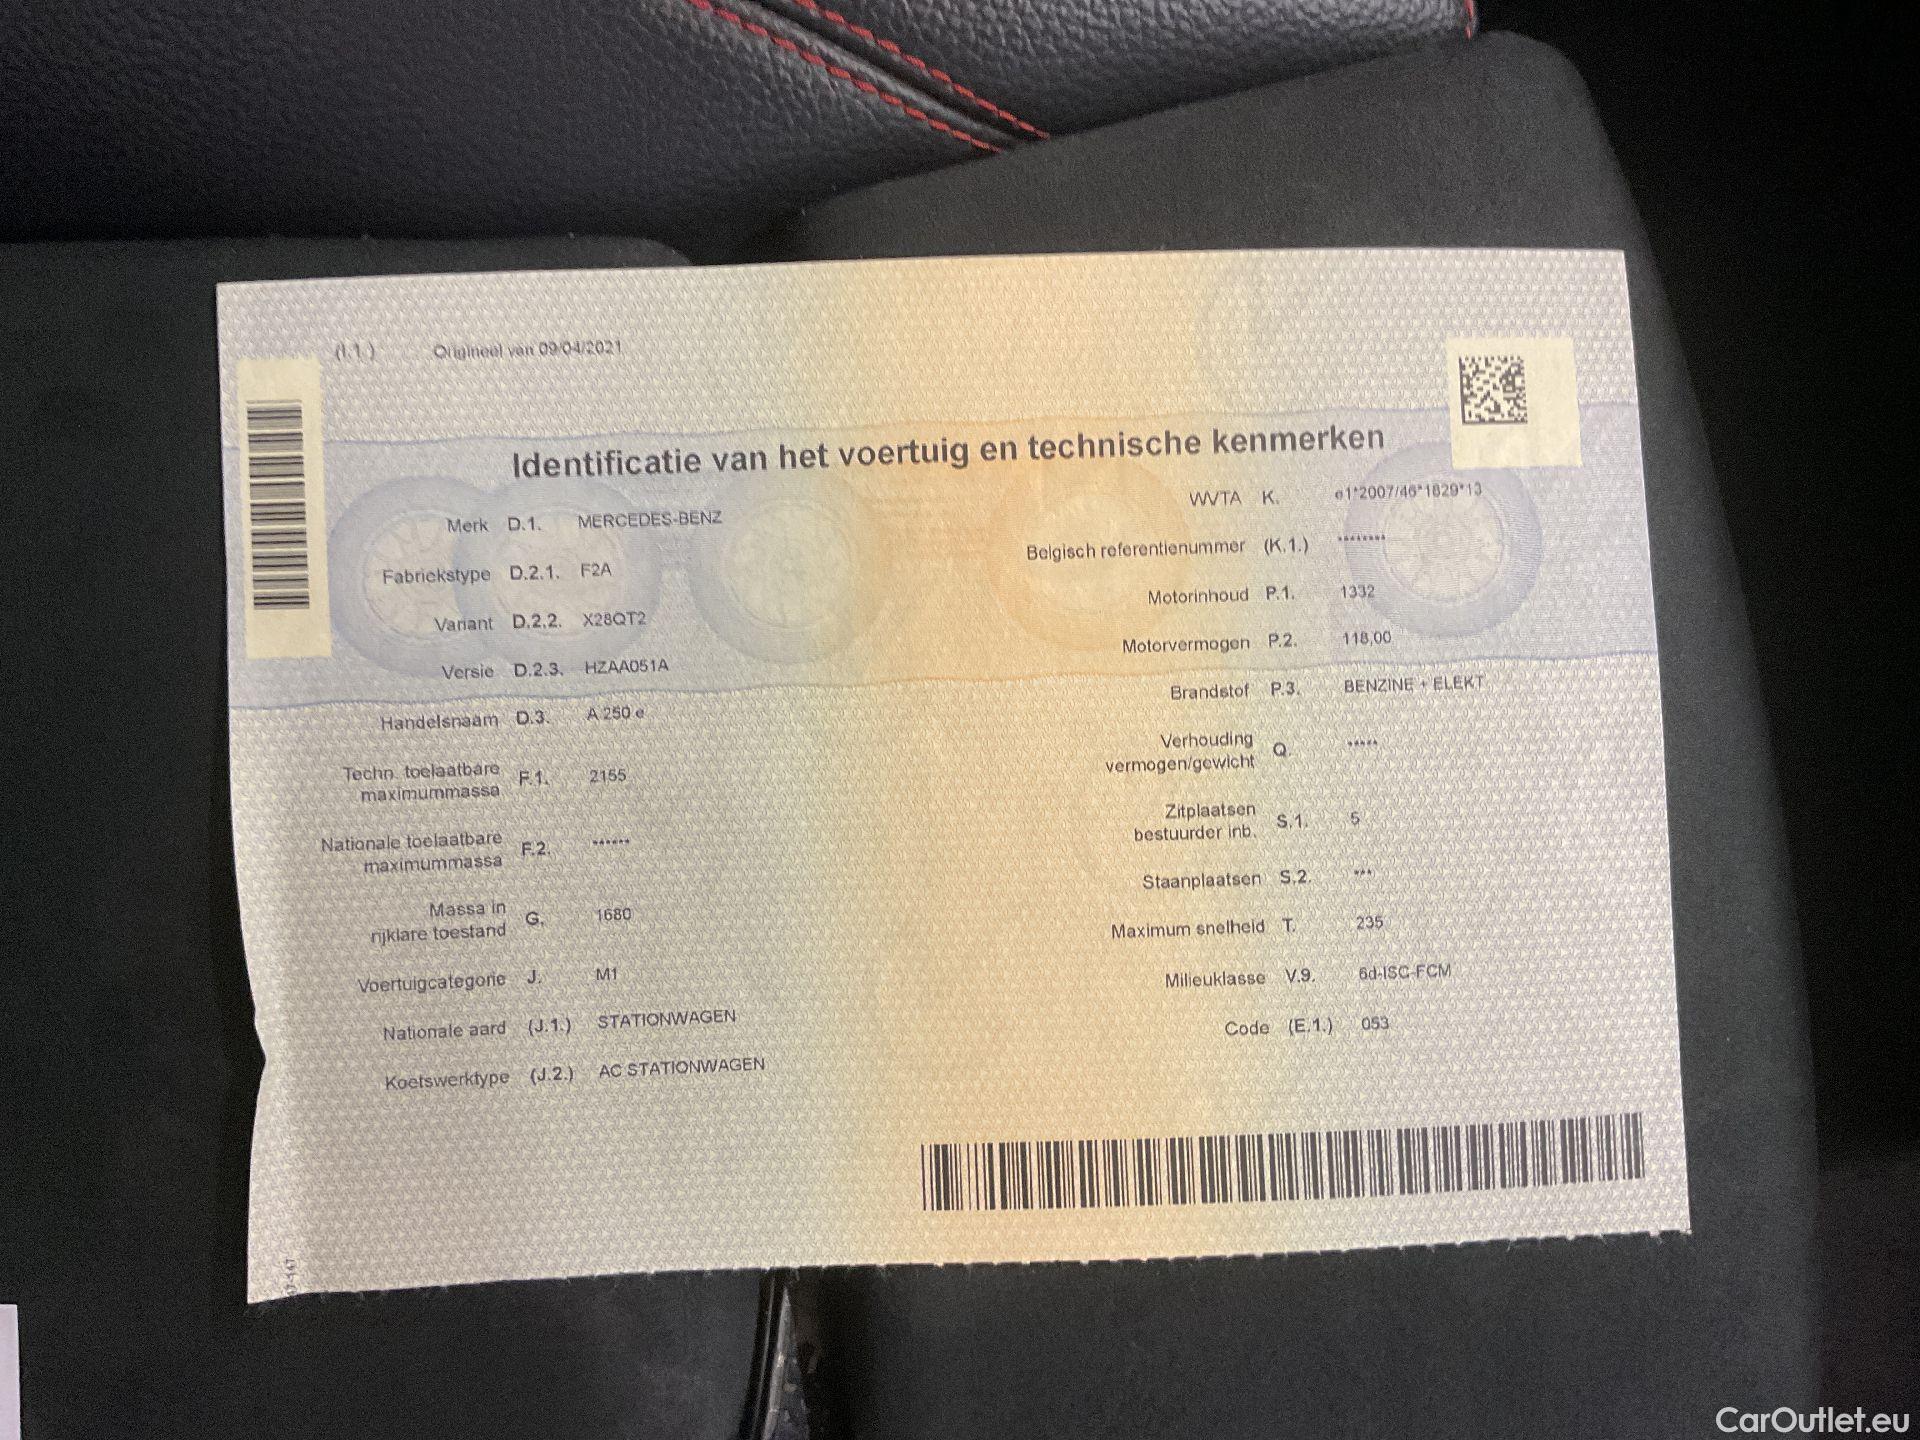 (I.1.) Origineel van 09/04/2021
Identificatie van het voertuig en technische kenmerken
Merk D.1. MERCEDES-BENZ
Fabriekstype D.2.1. F2A
Variant D.2.2. X28QT2
Versie D.2.3. HZAA051A
Handelsnaam D.3. A 250 e
Techn. toelaatbare
maximummassa F.1. 2155
Nationale toelaatbare
maximummassa F.2. ******
Massa in
rijklare toestand G. 1680
Voertuigcategorie J. M1
Nationale aard (J.1.) STATIONWAGEN
Koetswerktype (J.2.) AC STATIONWAGEN
WVTA K. e1*2007/46*1829*13
Belgisch referentienummer (K.1.) ********
Motorinhoud P.1. 1332
Motorvermogen P.2. 118,00
Brandstof P.3. BENZINE + ELEKT
Verhouding
vermogen/gewicht Q. *****
Zitplaatsen
bestuurder inb. S.1. 5
Staanplaatsen S.2. ***
Maximum snelheid T. 235
Milieuklasse V.9. 6d-ISC-FCM
Code (E.1.) 053
CarOutlet.eu